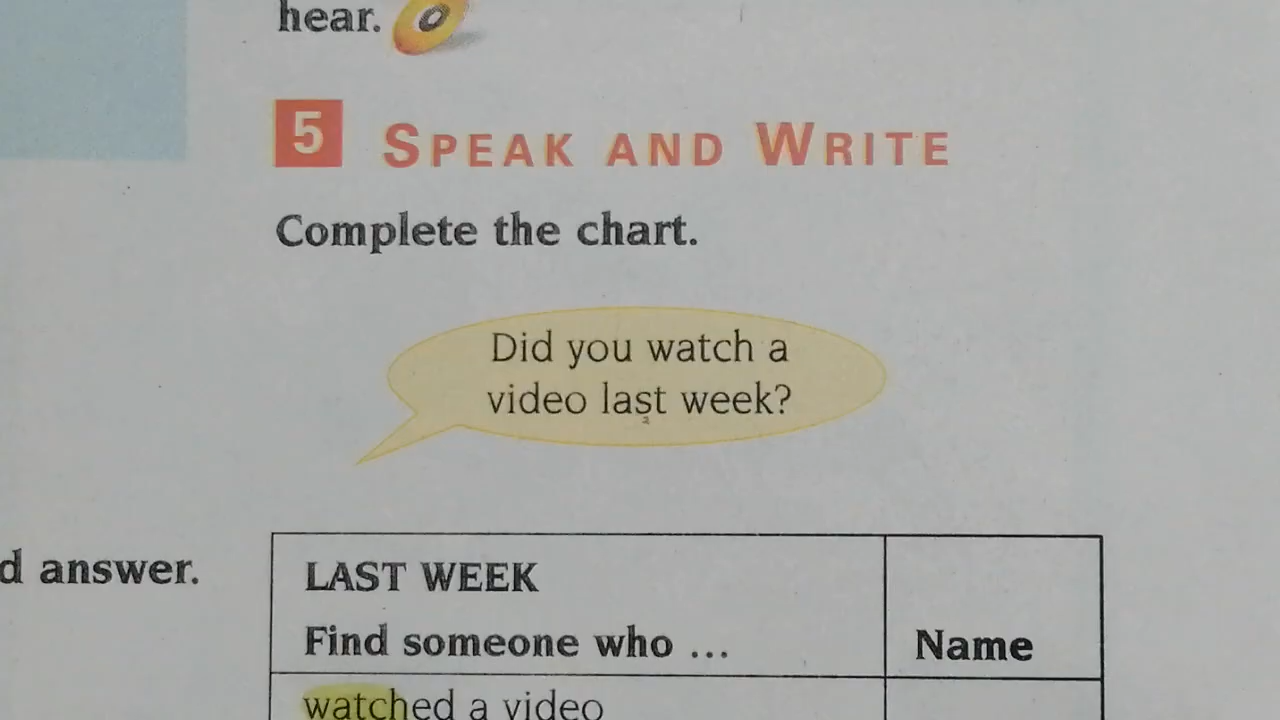 hear.
5 SPEAK AND WRITE
Complete the chart.
Did you watch a
video last week?
d answer.
LAST WEEK
Find someone who ...
Name
watched a video